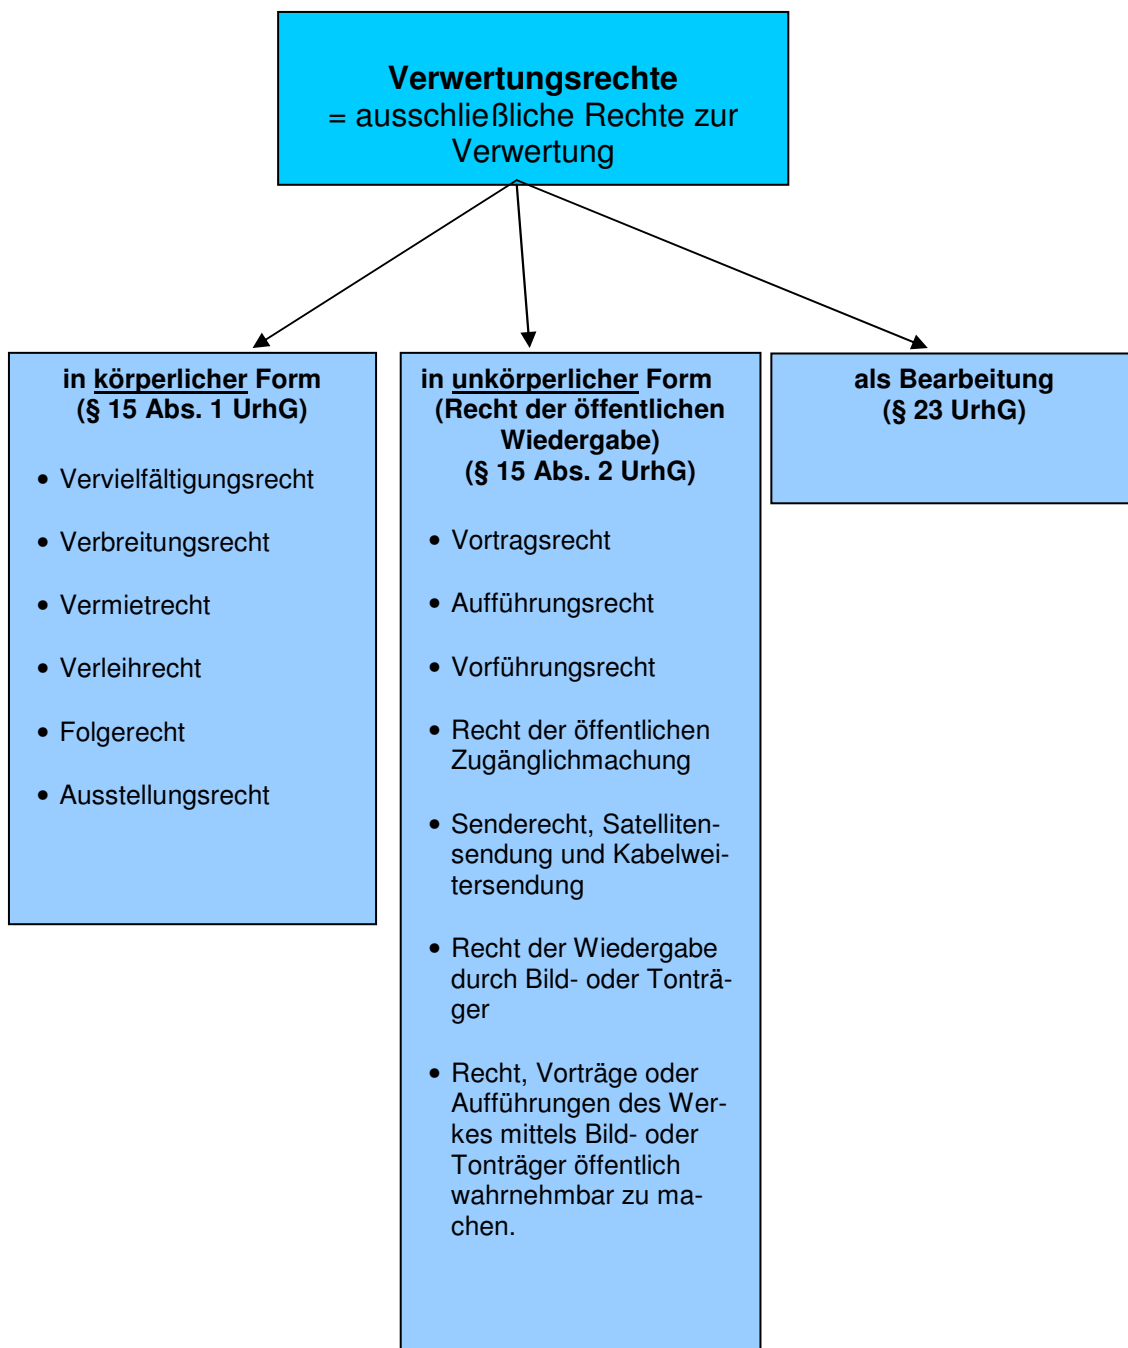 Verwertungsrechte
= ausschließliche Rechte zur
Verwertung
in körperlicher Form
(§ 15 Abs. 1 UrhG)
• Vervielfältigungsrecht
• Verbreitungsrecht
• Vermietrecht
• Verleihrecht
• Folgerecht
• Ausstellungsrecht
in unkörperlicher Form
(Recht der öffentlichen
Wiedergabe)
(§ 15 Abs. 2 UrhG)
• Vortragsrecht
• Aufführungsrecht
• Vorführungsrecht
• Recht der öffentlichen
Zugänglichmachung
• Senderecht, Satelliten-
sendung und Kabelwei-
tersendung
• Recht der Wiedergabe
durch Bild- oder Tonträ-
ger
• Recht, Vorträge oder
Aufführungen des Wer-
kes mittels Bild- oder
Tonträger öffentlich
wahrnehmbar zu ma-
chen.
als Bearbeitung
(§ 23 UrhG)